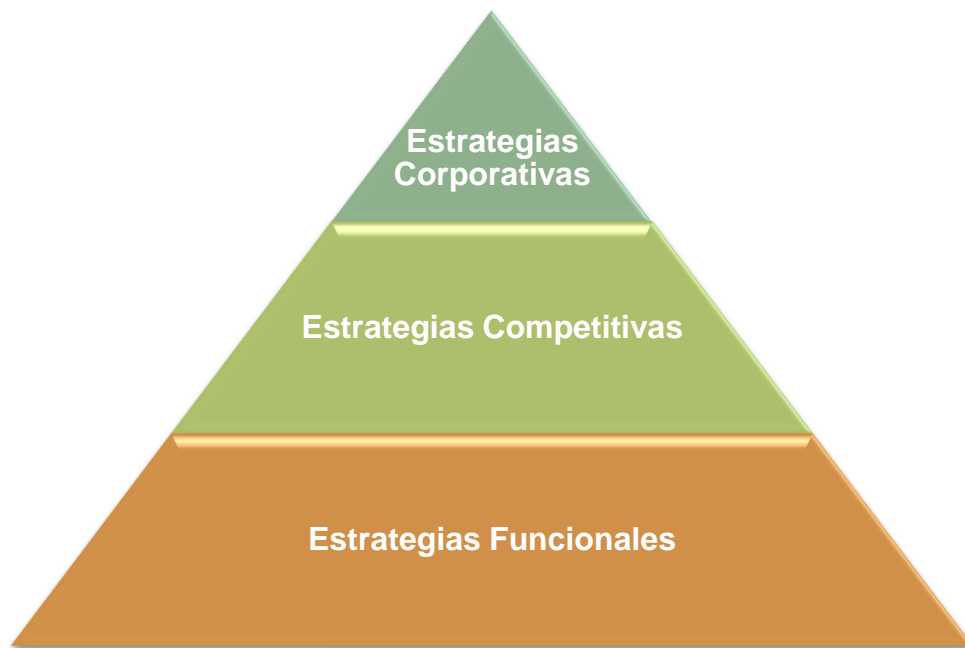 Estrategias
Corporativas
Estrategias Competitivas
Estrategias Funcionales